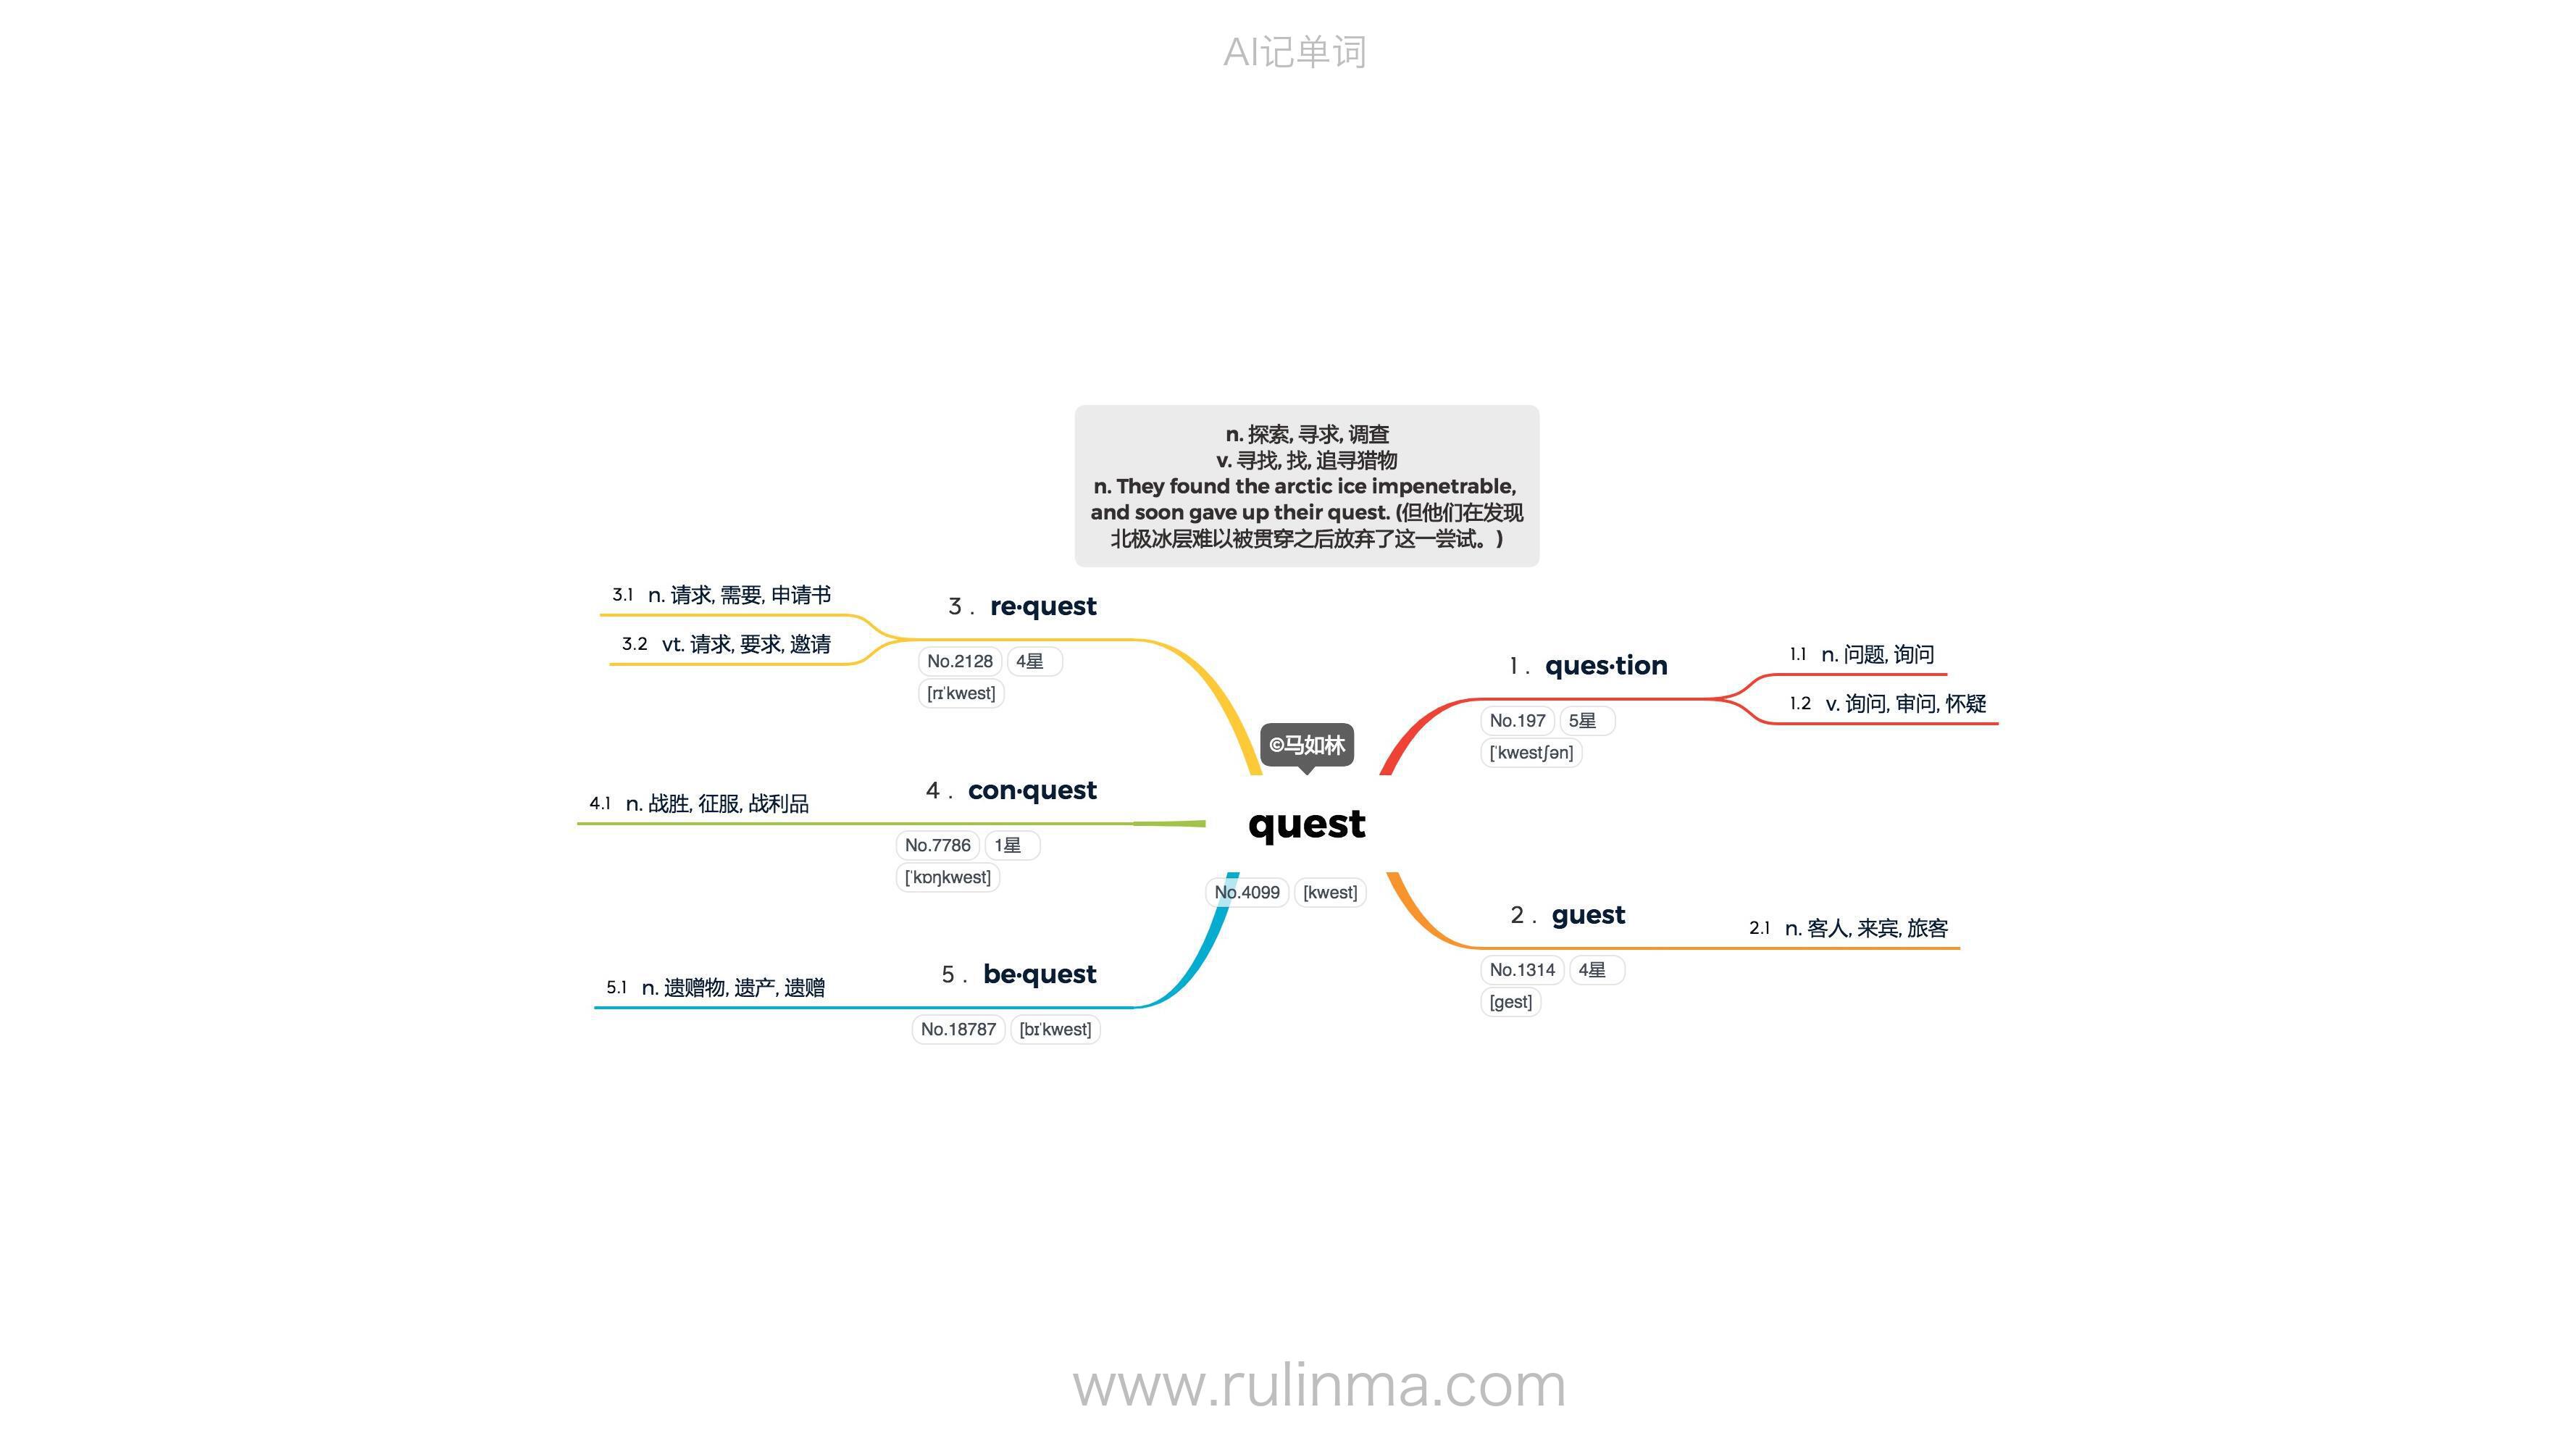 AI记单词
n. 探索, 寻求, 调查
v. 寻找, 找, 追寻猎物
n. They found the arctic ice impenetrable,
and soon gave up their quest. (但他们在发现
北极冰层难以被贯穿之后放弃了这一尝试。)
©马如林
quest
No.4099 [kwest]
1 . ques·tion
No.197 5星
[ˈkwestʃən]
1.1 n. 问题, 询问
1.2 v. 询问, 审问, 怀疑
2 . guest
No.1314 4星
[gest]
2.1 n. 客人, 来宾, 旅客
3 . re·quest
No.2128 4星
[rɪˈkwest]
3.1 n. 请求, 需要, 申请书
3.2 vt. 请求, 要求, 邀请
4 . con·quest
No.7786 1星
[ˈkɒŋkwest]
4.1 n. 战胜, 征服, 战利品
5 . be·quest
No.18787 [bɪˈkwest]
5.1 n. 遗赠物, 遗产, 遗赠
www.rulinma.com